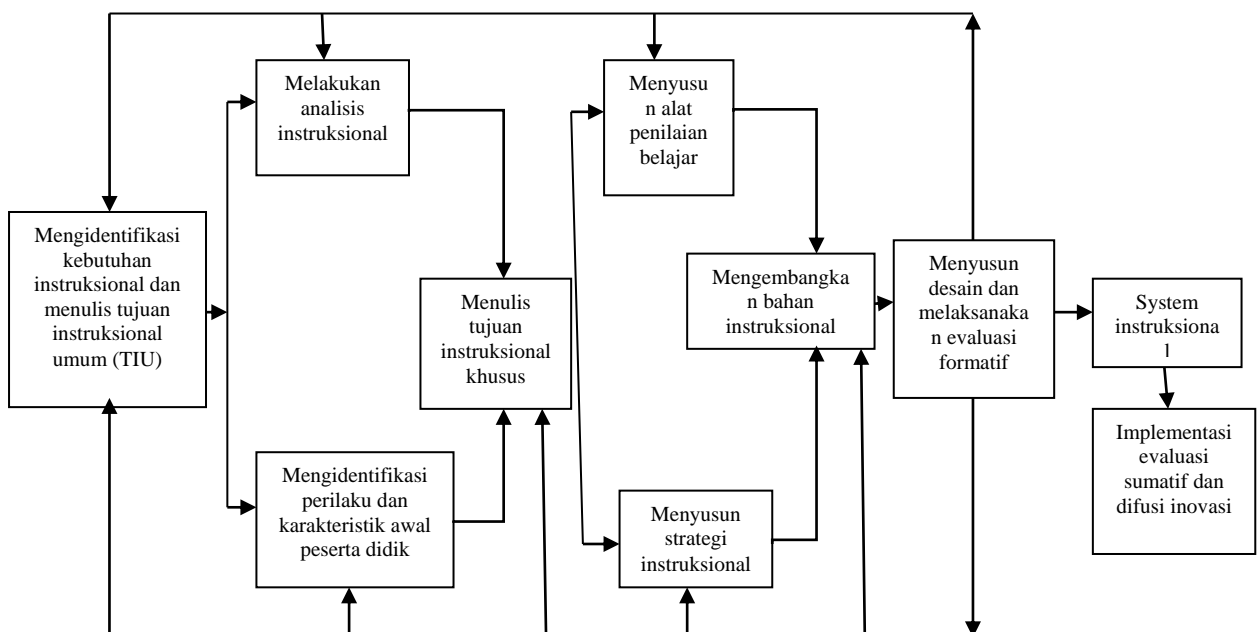 Mengidentifikasi
kebutuhan
instruksional dan
menulis tujuan
instruksional
umum (TIU)
Melakukan
analisis
instruksional
Mengidentifikasi
perilaku dan
karakteristik awal
peserta didik
Menulis
tujuan
instruksional
khusus
Menyusu
n alat
penilaian
belajar
Menyusun
strategi
instruksional
Mengembangka
n bahan
instruksional
Menyusun
desain dan
melaksanaka
n evaluasi
formatif
System
instruksiona
l
Implementasi
evaluasi
sumatif dan
difusi inovasi